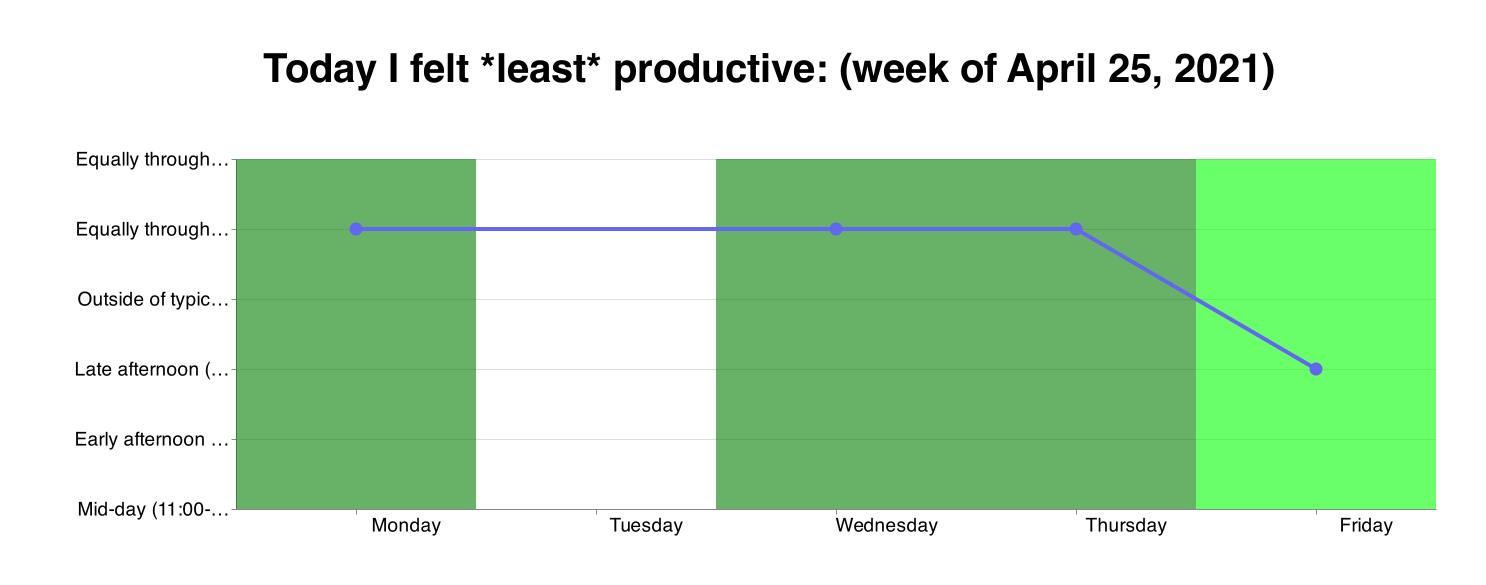 Today I felt *least* productive: (week of April 25, 2021)
Equally through…
Equally through…
Outside of typic…
Late afternoon (…
Early afternoon …
Mid-day (11:00-…
Monday Tuesday Wednesday Thursday Friday